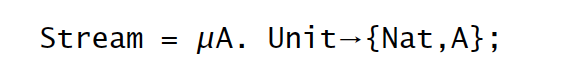 Stream = μA. Unit→{Nat,A};